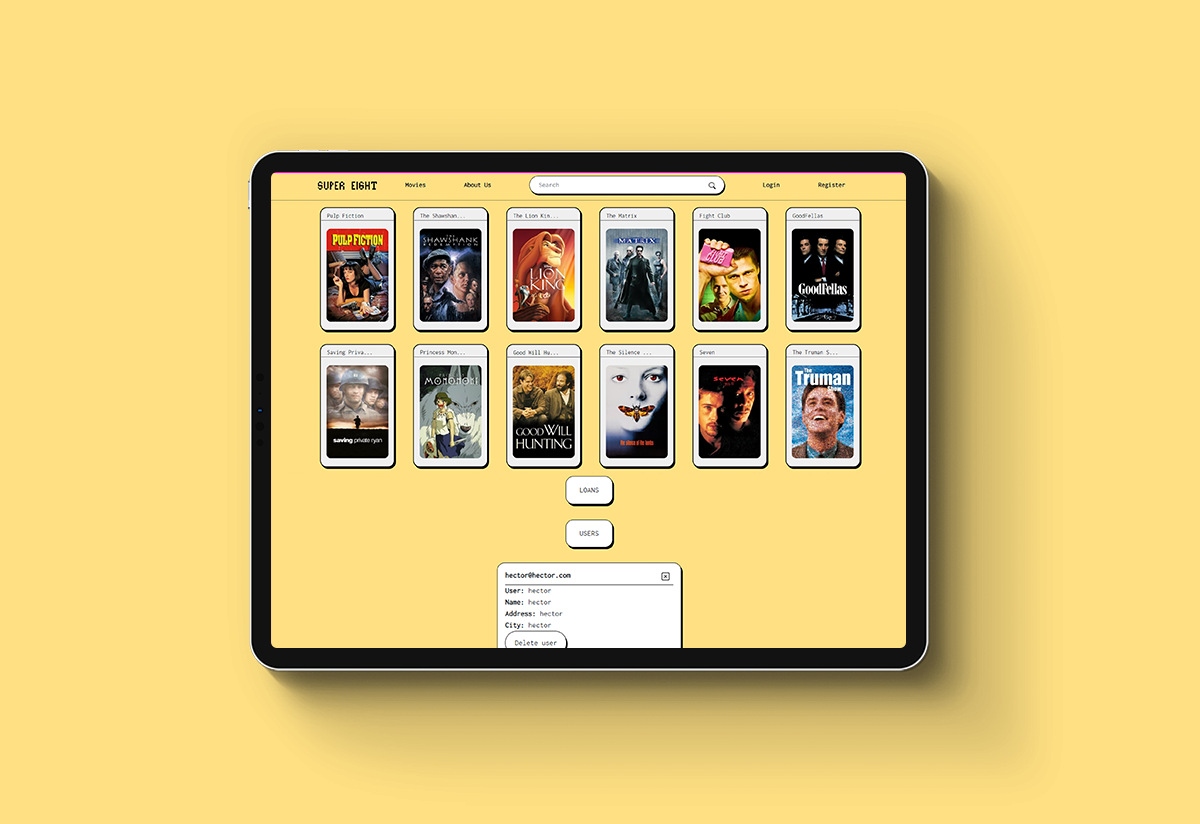 SUPER EIGHT Movies About Us Search Login Register
Pulp Fiction The Shawshan... The Lion Kin... The Matrix Fight Club GoodFellas
PULP FICTION
THE
SHAWSHANK
REDEMPTION
THE
LION
KING
MATRIX
FIGHT
CLUB
GoodFellas
Saving Priva... Princess Mon... Good Will Hu... The Silence ... Seven The Truman S...
saving private ryan
MONONOKE
GOOD WILL
HUNTING
the silence of the lambs
seven
The
Truman
Show
LOANS
USERS
hector@hector.com
User: hector
Name: hector
Address: hector
City: hector
Delete user